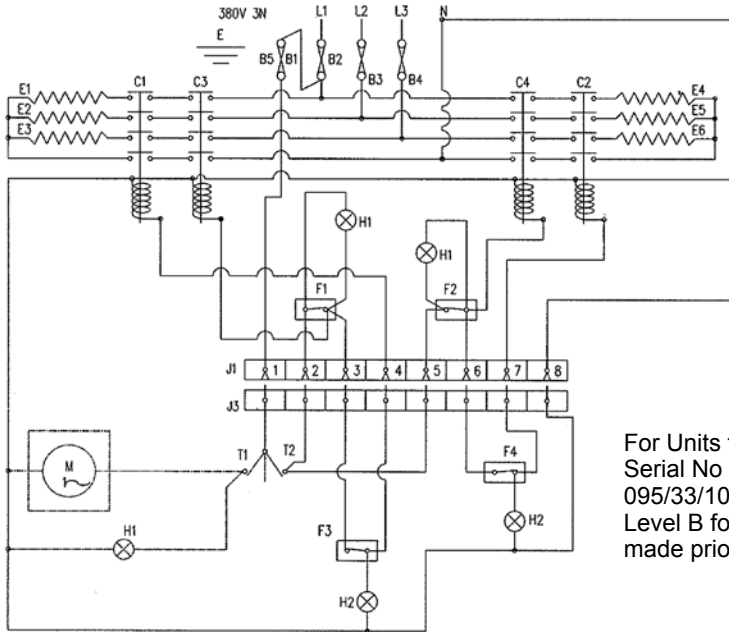 380V 3N L1 L2 L3 N
E
B5 B1 B2 B3 B4
E1 C1 C3 C4 C2 E4
E2 E5
E3 E6
H1 H1
F1 F2
J1 1 2 3 4 5 6 7 8
J3
T1 T2
M
F4
H1 H2
F3
H2
For Units
Serial No
095/33/10
Level B fo
made prio